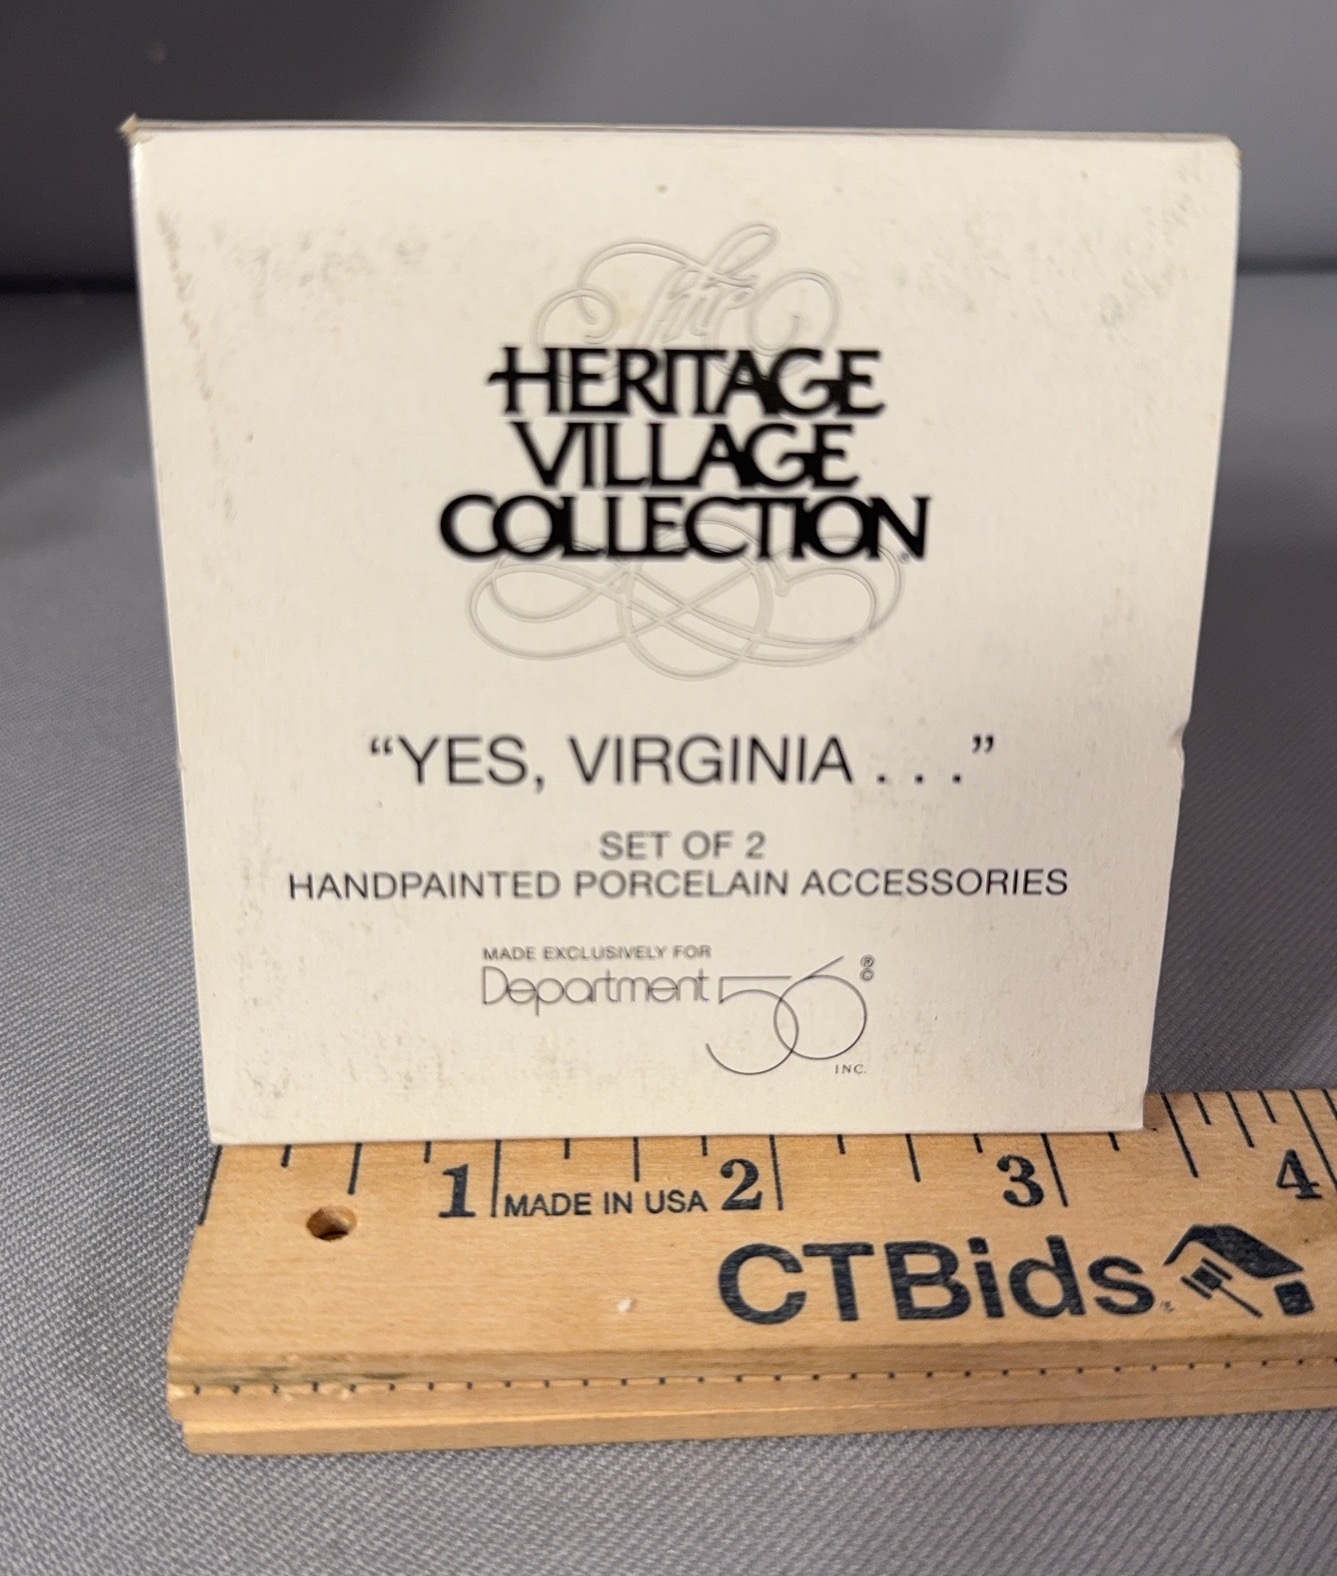 The
HERITAGE
VILLAGE
COLLECTION®
“YES, VIRGINIA . . .”
SET OF 2
HANDPAINTED PORCELAIN ACCESSORIES
MADE EXCLUSIVELY FOR
Department 56 ® ©
INC.
1 MADE IN USA 2 3 4
CTBids